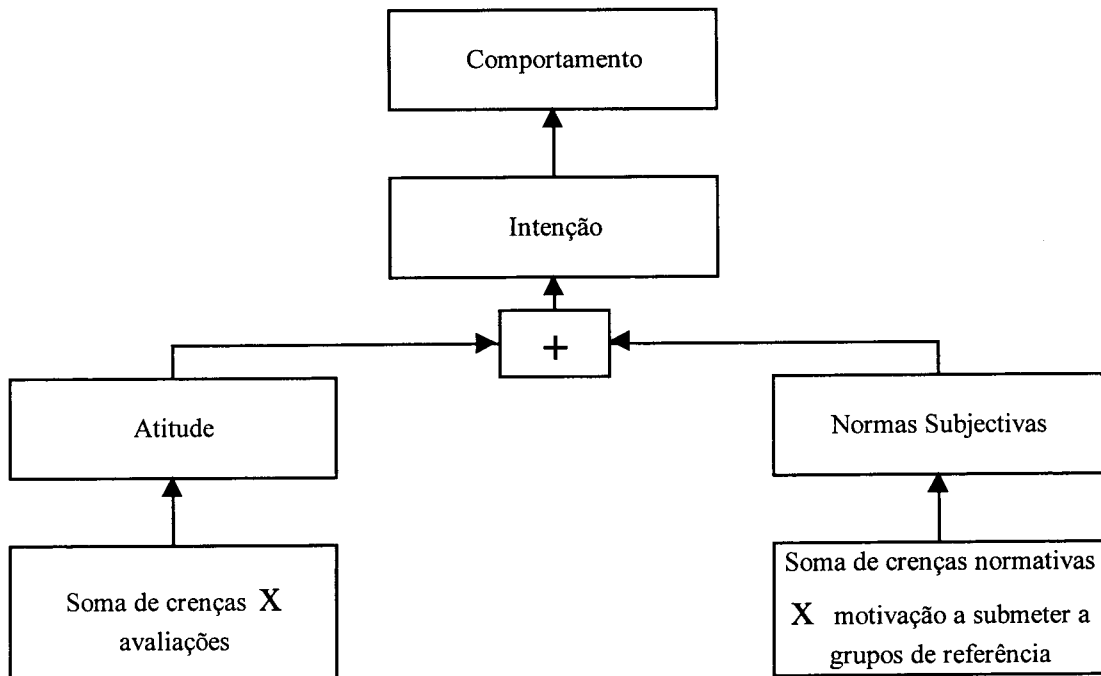 Comportamento
Intenção
+
Atitude
Normas Subjectivas
Soma de crenças X
avaliações
Soma de crenças normativas
X motivação a submeter a
grupos de referência